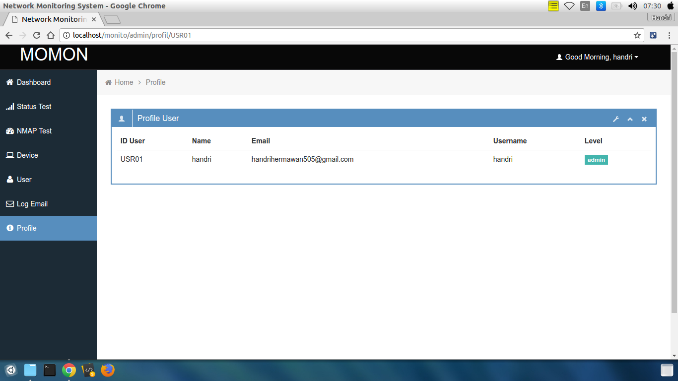 Network Monitoring System - Google Chrome
En
07:30
Network Monitorin
Handri
localhost/monito/admin/profil/USR01
MOMON
Good Morning, handri
Dashboard
Status Test
NMAP Test
Device
User
Log Email
Profile
Home > Profile
Profile User
ID User Name Email Username Level
USR01 handri handrihermawan505@gmail.com handri admin